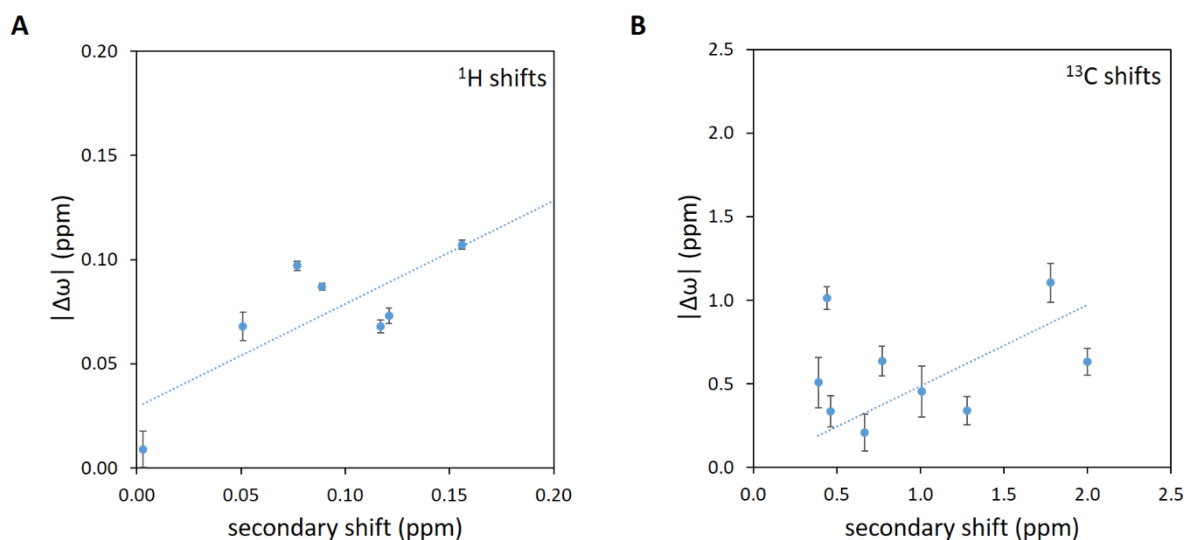 A
0.20
0.15
0.10
0.05
0.00
|Δω| (ppm)
¹H shifts
0.00 0.05 0.10 0.15 0.20
secondary shift (ppm)
B
2.5
2.0
1.5
1.0
0.5
0.0
|Δω| (ppm)
¹³C shifts
0.0 0.5 1.0 1.5 2.0 2.5
secondary shift (ppm)